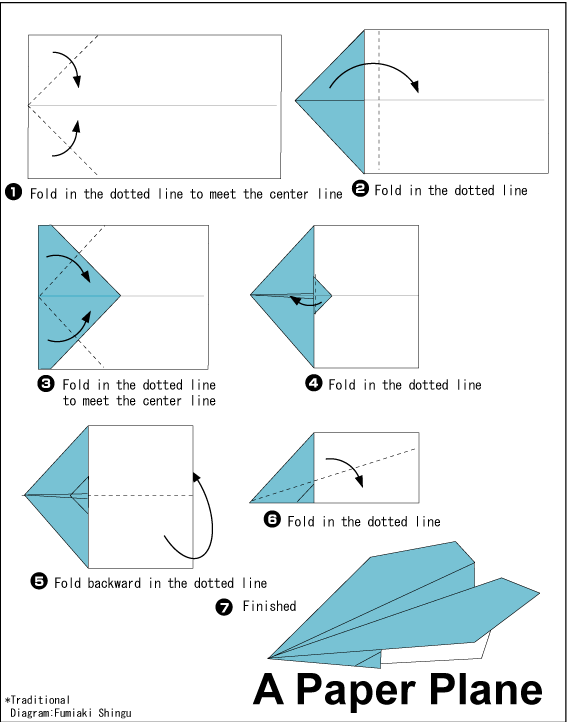 ❶ Fold in the dotted line to meet the center line
❷ Fold in the dotted line
❸ Fold in the dotted line
to meet the center line
❹ Fold in the dotted line
❺ Fold backward in the dotted line
❻ Fold in the dotted line
❼ Finished
A Paper Plane
*Traditional
Diagram:Fumiaki Shingu